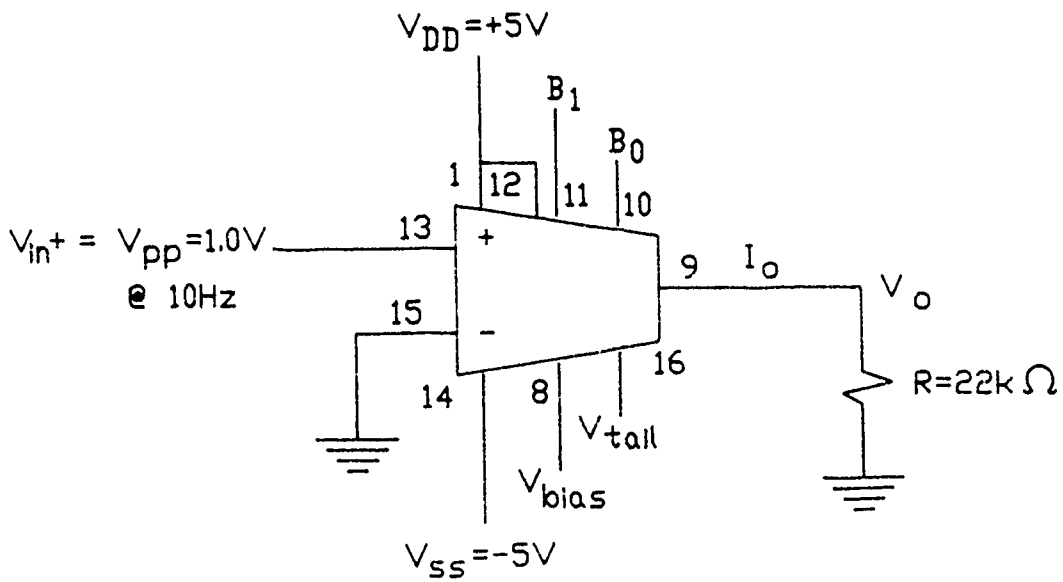 V_DD=+5V
B_1
B_0
1
12
11
10
V_in+ = V_pp=1.0V
@ 10Hz
13
+
9
I_o
V_o
15
-
14
8
16
R=22k Ω
V_tail
V_bias
V_ss=-5V